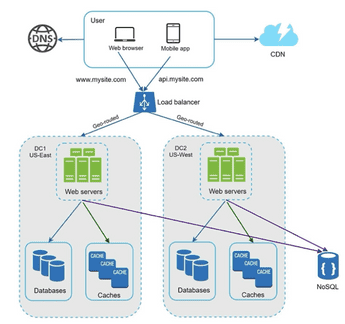 User
DNS
Web browser
Mobile app
CDN
www.mysite.com
api.mysite.com
Load balancer
Geo-routed
Geo-routed
DC1
US-East
DC2
US-West
Web servers
Web servers
CACHE
CACHE
CACHE
CACHE
CACHE
CACHE
Databases
Caches
Databases
Caches
NoSQL